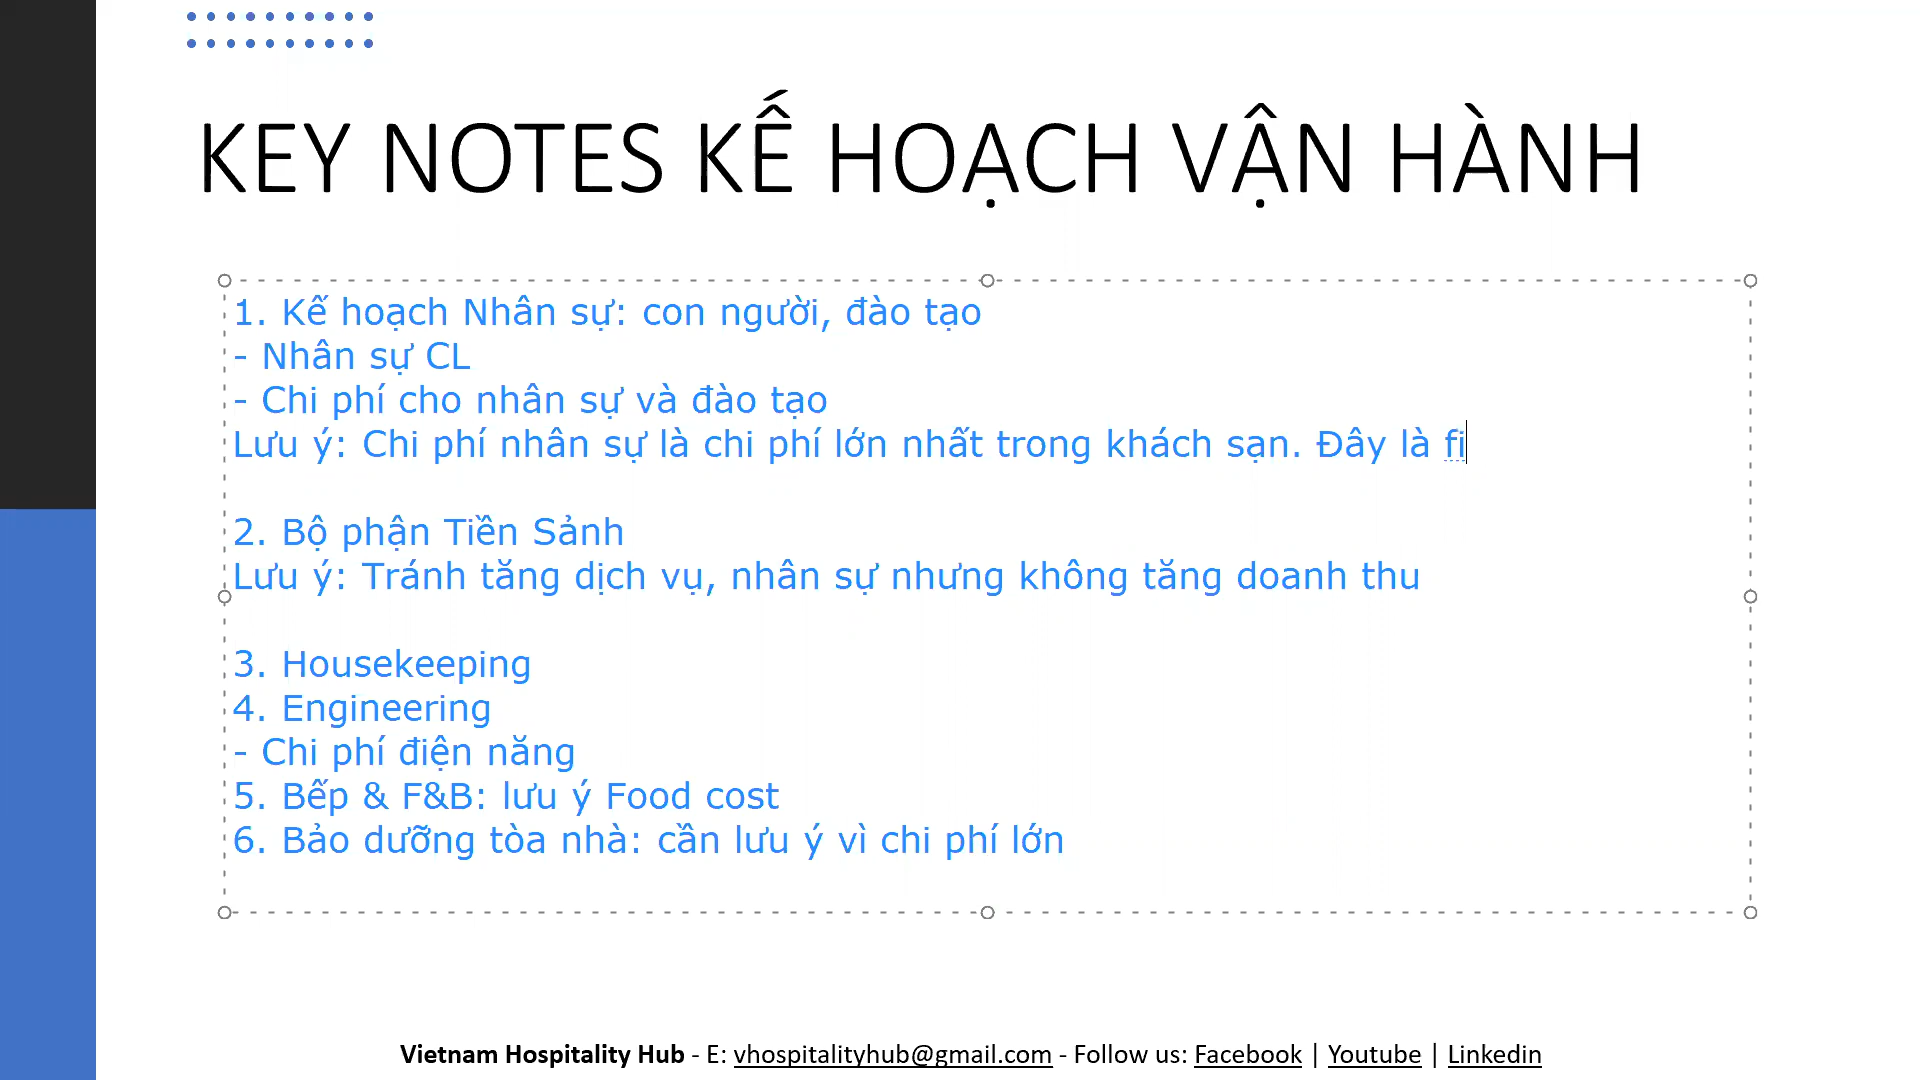 KEY NOTES KẾ HOẠCH VẬN HÀNH
1. Kế hoạch Nhân sự: con người, đào tạo
- Nhân sự CL
- Chi phí cho nhân sự và đào tạo
Lưu ý: Chi phí nhân sự là chi phí lớn nhất trong khách sạn. Đây là fi
2. Bộ phận Tiền Sảnh
Lưu ý: Tránh tăng dịch vụ, nhân sự nhưng không tăng doanh thu
3. Housekeeping
4. Engineering
- Chi phí điện năng
5. Bếp & F&B: lưu ý Food cost
6. Bảo dưỡng tòa nhà: cần lưu ý vì chi phí lớn
Vietnam Hospitality Hub - E: vhospitalityhub@gmail.com - Follow us: Facebook | Youtube | Linkedin